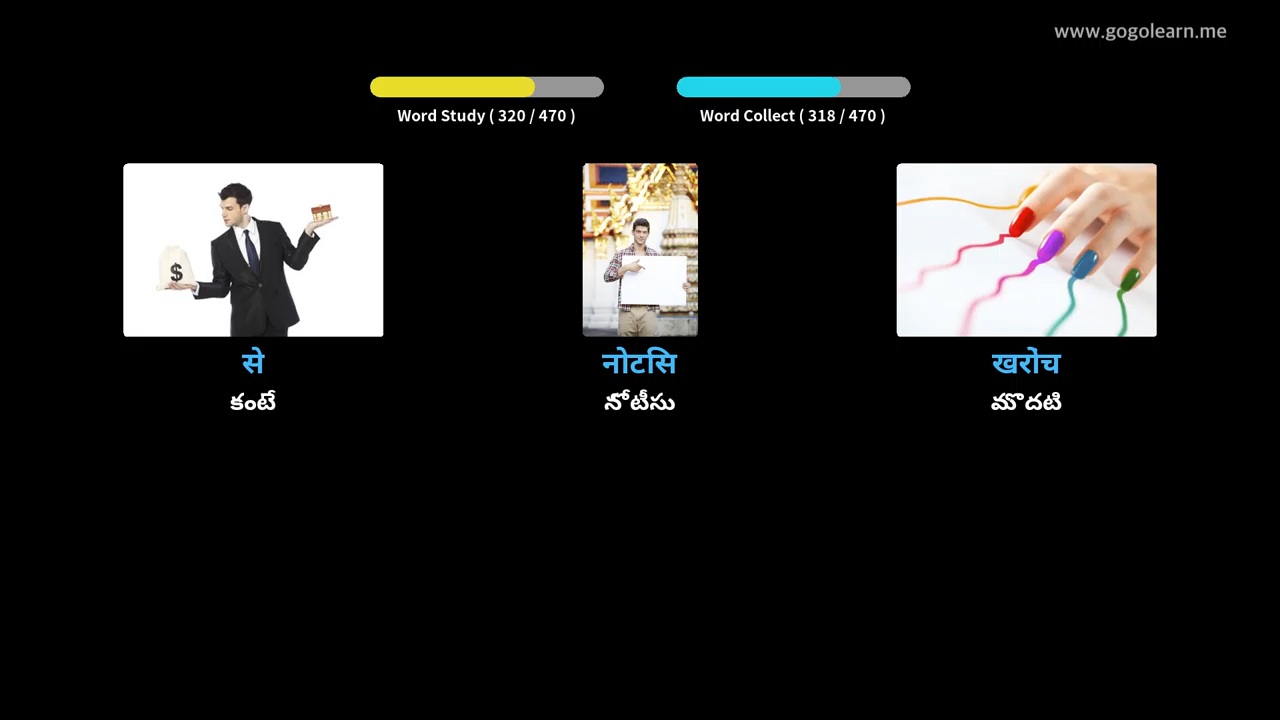 www.gogolearn.me
Word Study ( 320 / 470 )
Word Collect ( 318 / 470 )
$
से
नोटसि
खरोच
కంటే
నోటీసు
మొదటి